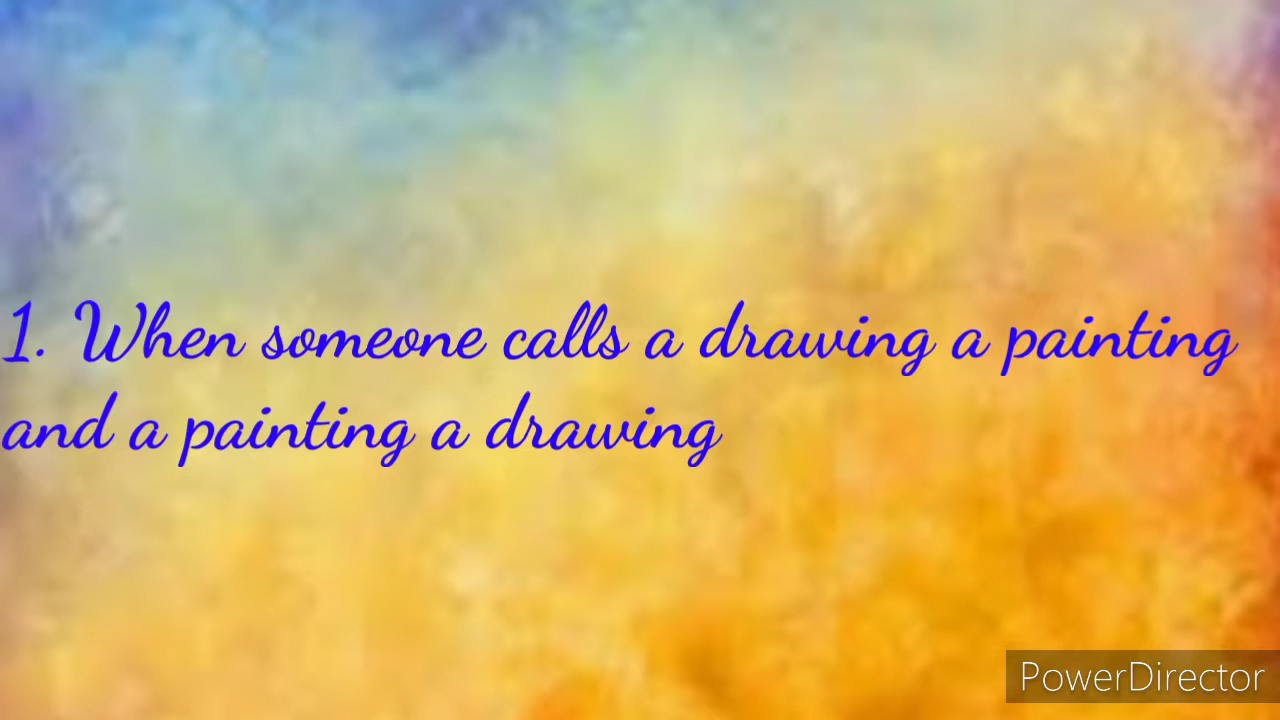 1. When someone calls a drawing a painting
and a painting a drawing
PowerDirector